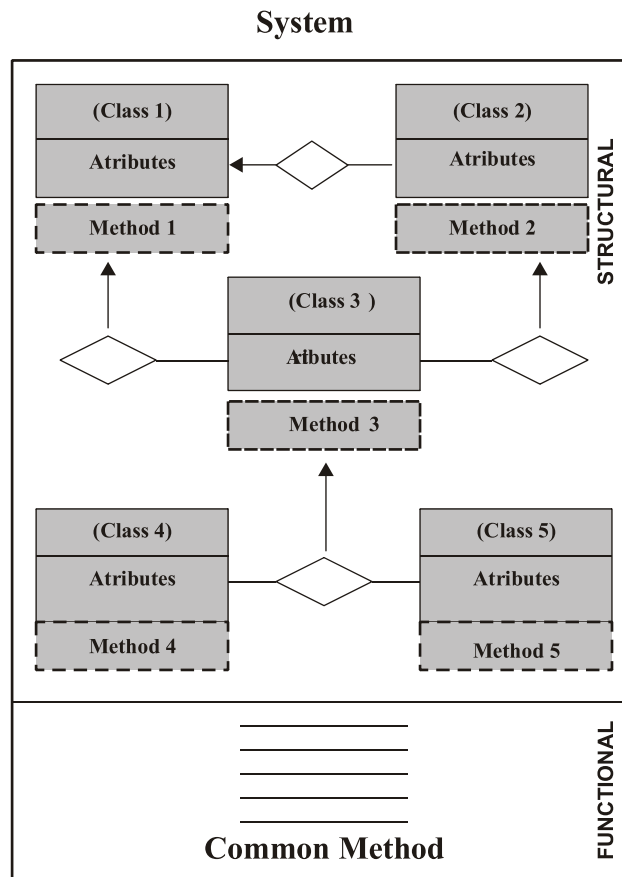 System
(Class 1)
Atributes
Method 1
(Class 2)
Atributes
Method 2
STRUCTURAL
(Class 3 )
Atributes
Method 3
(Class 4)
Atributes
Method 4
(Class 5)
Atributes
Method 5
FUNCTIONAL
Common Method